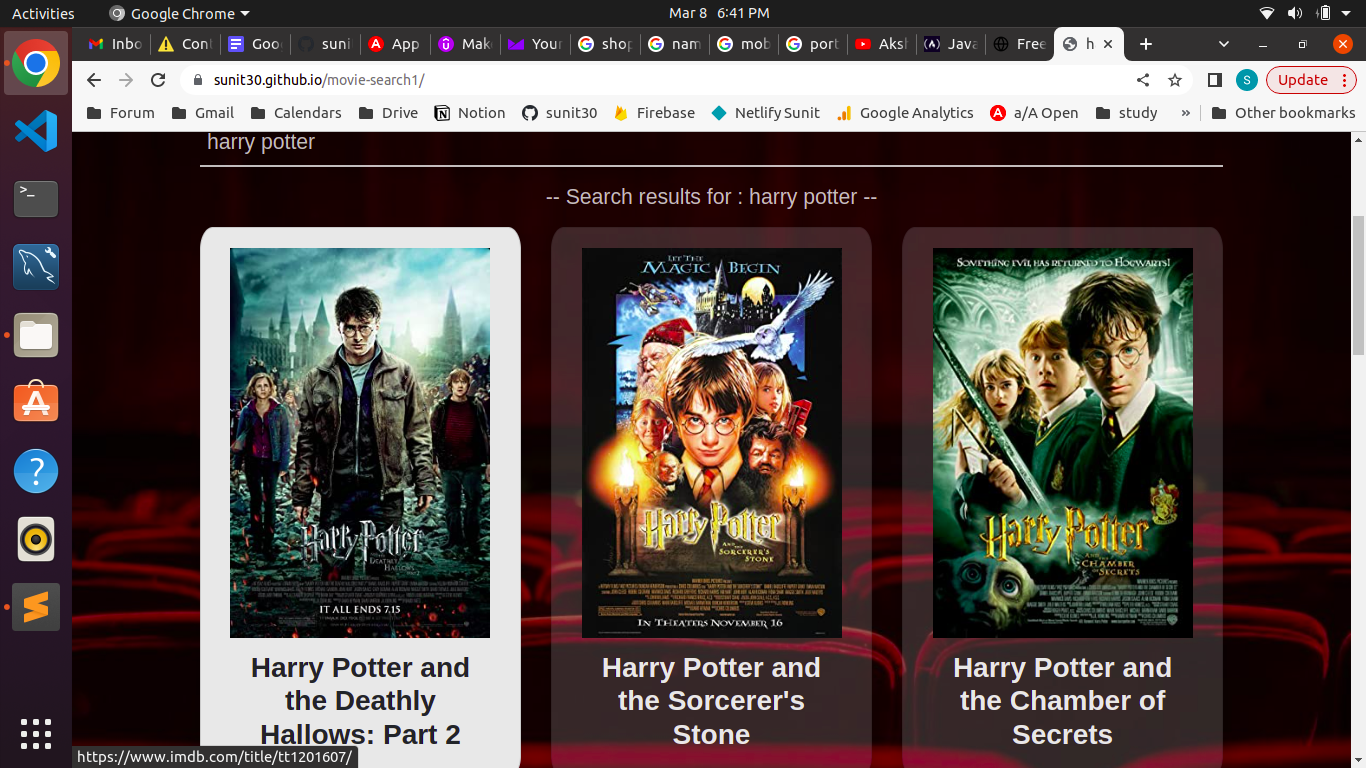 Activities Google Chrome Mar 8 6:41 PM
Inbo Con Goo suni App Mak Your shop nam mob port Aksh Java Free h
sunit30.github.io/movie-search1/ S Update
Forum Gmail Calendars Drive Notion sunit30 Firebase Netlify Sunit Google Analytics a/A Open study » Other bookmarks
harry potter
-- Search results for : harry potter --
HARRY POTTER
AND THE
DEATHLY HALLOWS
IT ALL ENDS 7.15
LET THE
MAGIC BEGIN
HARRY POTTER
AND THE
SORCERER'S
STONE
IN THEATERS NOVEMBER 16
SOMETHING EVIL HAS RETURNED TO HOGWARTS!
HARRY POTTER
AND THE
CHAMBER OF
SECRETS
Harry Potter and
the Deathly
Hallows: Part 2
Harry Potter and
the Sorcerer's
Stone
Harry Potter and
the Chamber of
Secrets
https://www.imdb.com/title/tt1201607/